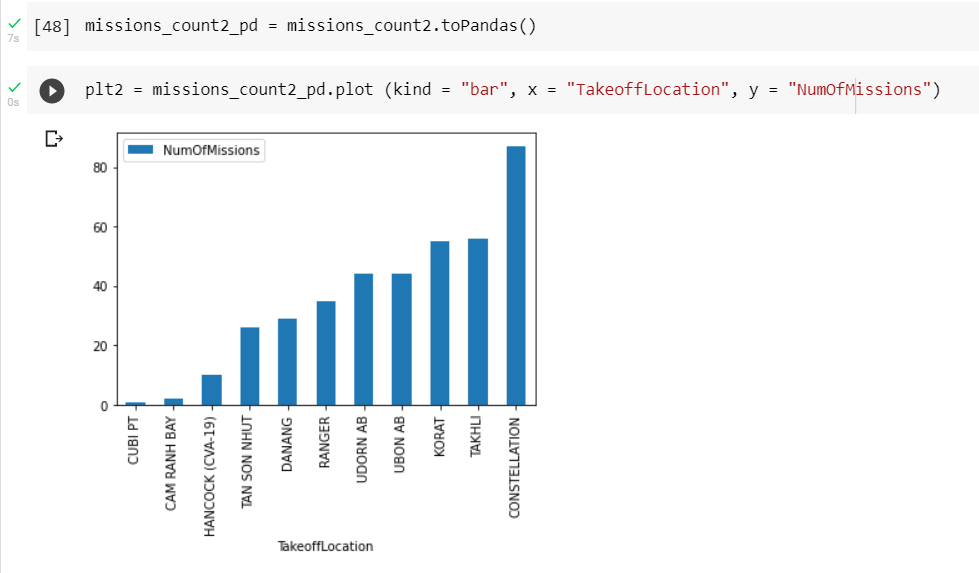 [48] missions_count2_pd = missions_count2.toPandas()
7s
plt2 = missions_count2_pd.plot (kind = "bar", x = "TakeoffLocation", y = "NumOfMissions")
0s
NumOfMissions
80
60
40
20
0
CUBI PT
CAM RANH BAY
HANCOCK (CVA-19)
TAN SON NHUT
DANANG
RANGER
UDORN AB
UBON AB
KORAT
TAKHLI
CONSTELLATION
TakeoffLocation